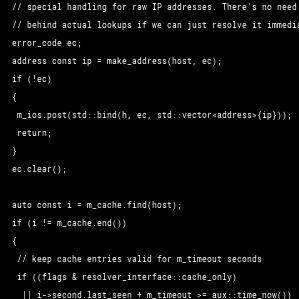 // special handling for raw IP addresses. There's no need
// behind actual lookups if we can just resolve it
error_code ec;
address const ip = make_address(host, ec);
if (!ec)
{
m_ios.post(std::bind(h, ec, std::vector<address>{ip}));
return;
}
ec.clear();
auto const i = m_cache.find(host);
if (i != m_cache.end())
{
// keep cache entries valid for m_timeout seconds
if ((flags & resolver_interface::cache_only)
|| i->second.last_seen + m_timeout >= aux::time_now())